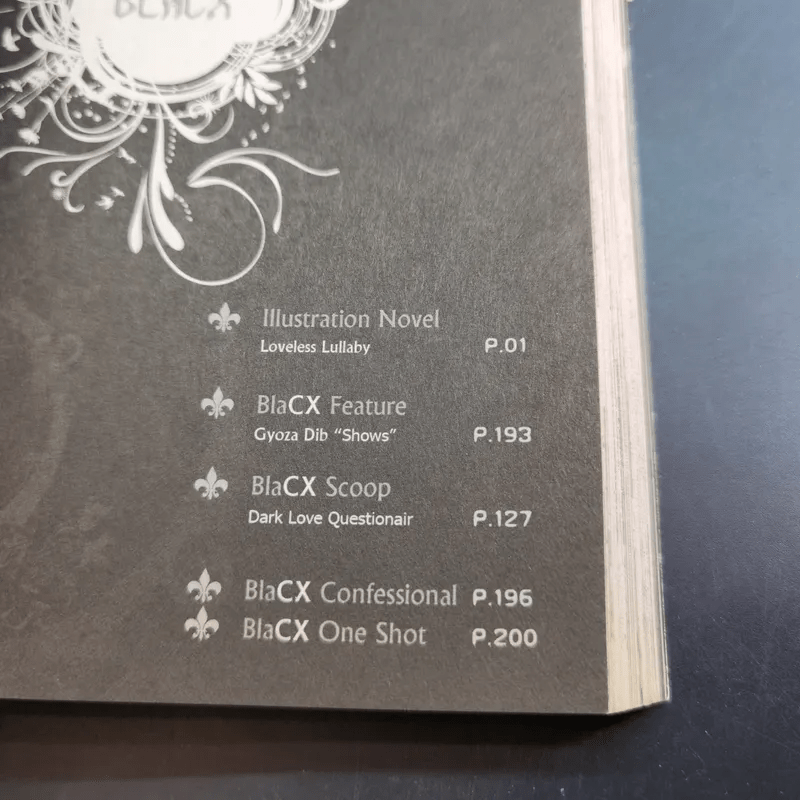 BLACX
Illustration Novel
Loveless Lullaby P.01
BlaCX Feature
Gyoza Dib “Shows” P.193
BlaCX Scoop
Dark Love Questionair P.127
BlaCX Confessional P.196
BlaCX One Shot P.200